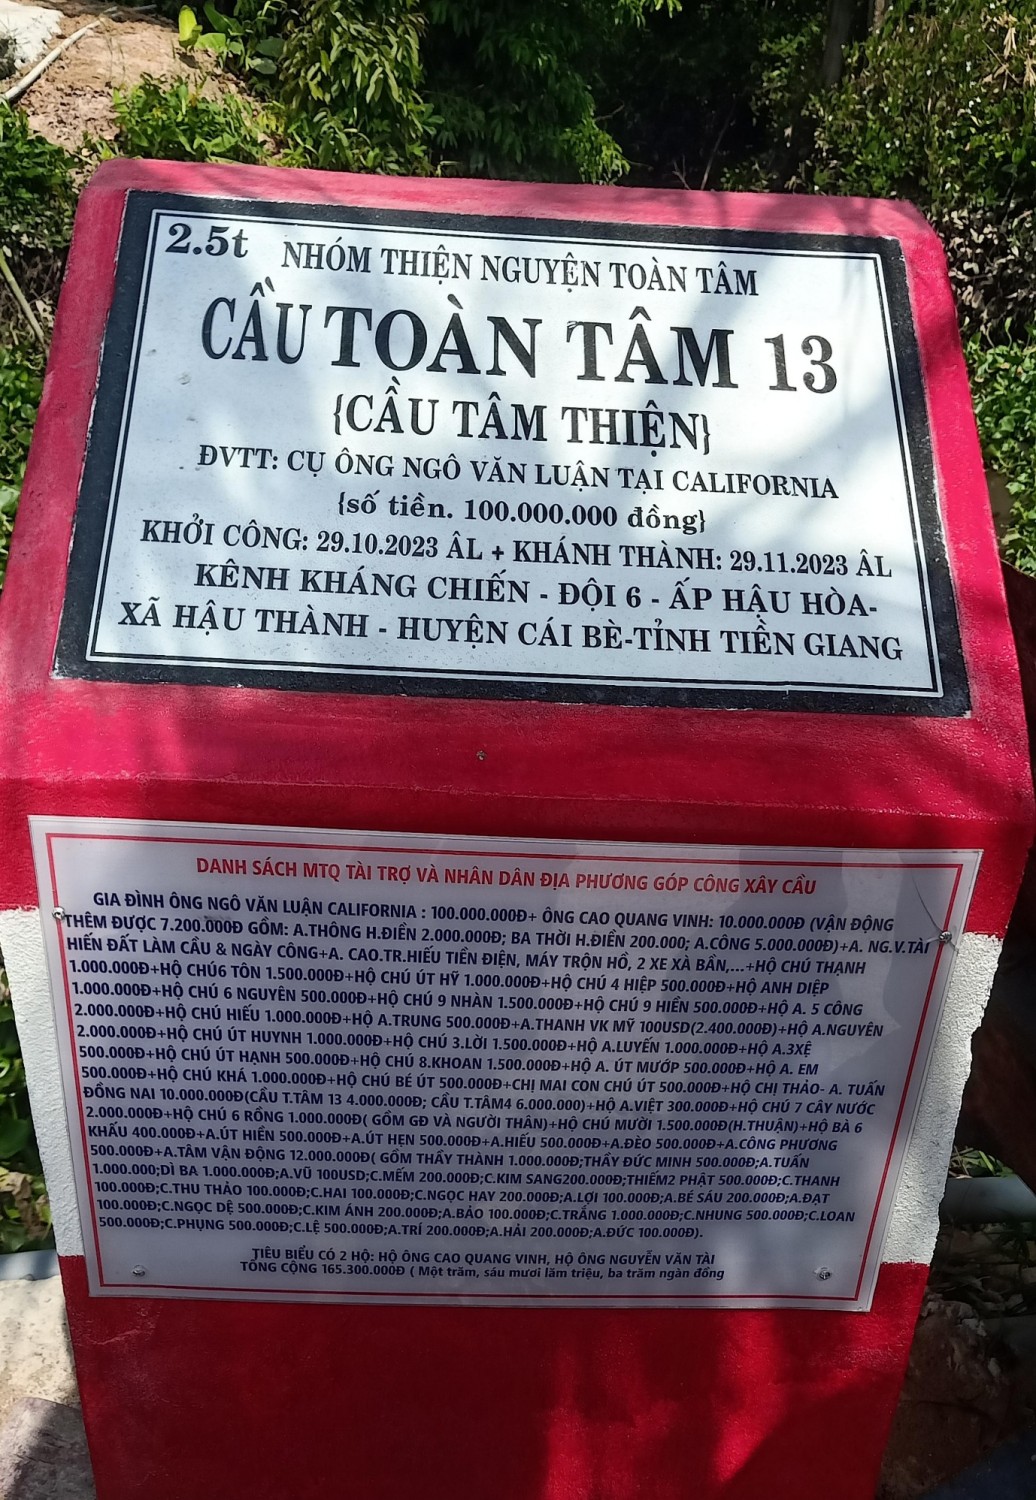 2.5t NHÓM THIỆN NGUYỆN TOÀN TÂM
CẦU TOÀN TÂM 13
{CẦU TÂM THIỆN}
ĐVTT: CỤ ÔNG NGÔ VĂN LUẬN TẠI CALIFORNIA
{số tiền. 100.000.000 đồng}
KHỞI CÔNG: 29.10.2023 ÂL + KHÁNH THÀNH: 29.11.2023 ÂL
KÊNH KHÁNG CHIẾN - ĐỘI 6 - ẤP HẬU HÒA-
XÃ HẬU THÀNH - HUYỆN CÁI BÈ-TỈNH TIỀN GIANG
DANH SÁCH MTQ TÀI TRỢ VÀ NHÂN DÂN ĐỊA PHƯƠNG GÓP CÔNG XÂY CẦU
GIA ĐÌNH ÔNG NGÔ VĂN LUẬN CALIFORNIA : 100.000.000Đ+ ÔNG CAO QUANG VINH: 10.000.000Đ (VẬN ĐỘNG
THÊM ĐƯỢC 7.200.000Đ GỒM: A.THÔNG H.ĐIỀN 2.000.000Đ; BA THỜI H.ĐIỀN 200.000; A.CÔNG 5.000.000Đ)+A. NG.V.TÀI
HIẾN ĐẤT LÀM CẦU & NGÀY CÔNG+A. CAO.TR.HIẾU TIỀN ĐIỆN, MÁY TRỘN HỒ, 2 XE XÀ BẦN,...+HỘ CHÚ THẠNH
1.000.000Đ+HỘ CHÚ6 TÔN 1.500.000Đ+HỘ CHÚ ÚT HỶ 1.000.000Đ+HỘ CHÚ 4 HIỆP 500.000Đ+HỘ ANH DIỆP
1.000.000Đ+HỘ CHÚ 6 NGUYÊN 500.000Đ+HỘ CHÚ 9 NHÀN 1.500.000Đ+HỘ CHÚ 9 HIỀN 500.000Đ+HỘ A. 5 CÔNG
2.000.000Đ+HỘ CHÚ HIẾU 1.000.000Đ+HỘ A.TRUNG 500.000Đ+A.THANH VK MỸ 100USD(2.400.000Đ)+HỘ A.NGUYÊN
2.000.000Đ+HỘ CHÚ ÚT HUYNH 1.000.000Đ+HỘ CHÚ 3.LỜI 1.500.000Đ+HỘ A.LUYẾN 1.000.000Đ+HỘ A.3XỆ
500.000Đ+HỘ CHÚ ÚT HẠNH 500.000Đ+HỘ CHÚ 8.KHOAN 1.500.000Đ+HỘ A. ÚT MƯỚP 500.000Đ+HỘ A. EM
500.000Đ+HỘ CHÚ KHÁ 1.000.000Đ+HỘ CHÚ BÉ ÚT 500.000Đ+CHỊ MAI CON CHÚ ÚT 500.000Đ+HỘ CHỊ THẢO- A. TUẤN
ĐỒNG NAI 10.000.000Đ(CẦU T.TÂM 13 4.000.000Đ; CẦU T.TÂM4 6.000.000)+HỘ A.VIỆT 300.000Đ+HỘ CHÚ 7 CÂY NƯỚC
2.000.000Đ+HỘ CHÚ 6 RỒNG 1.000.000Đ( GỒM GĐ VÀ NGƯỜI THÂN)+HỘ CHÚ MƯỜI 1.500.000Đ(H.THUẬN)+HỘ BÀ 6
KHẤU 400.000Đ+A.ÚT HIỀN 500.000Đ+A.ÚT HẸN 500.000Đ+A.HIẾU 500.000Đ+A.ĐÈO 500.000Đ+A.CÔNG PHƯƠNG
500.000Đ+A.TÂM VẬN ĐỘNG 12.000.000Đ( GỒM THẦY THÀNH 1.000.000Đ;THẦY ĐỨC MINH 500.000Đ;A.TUẤN
1.000.000;DÌ BA 1.000.000Đ;A.VŨ 100USD;C.MẾM 200.000Đ;C.KIM SANG200.000Đ;THIẾM2 PHẬT 500.000Đ;C.THANH
100.000Đ;C.THU THẢO 100.000Đ;C.HAI 100.000Đ;C.NGỌC HAY 200.000Đ;A.LỢI 100.000Đ;A.BÉ SÁU 200.000Đ;A.ĐẠT
100.000Đ;C.NGỌC DỆ 500.000Đ;C.KIM ÁNH 200.000Đ;A.BẢO 100.000Đ;C.TRẮNG 1.000.000Đ;C.NHUNG 500.000Đ;C.LOAN
500.000Đ;C.PHỤNG 500.000Đ;C.LỆ 500.000Đ;A.TRÍ 200.000Đ;A.HẢI 200.000Đ;A.ĐỨC 100.000Đ).
TIÊU BIỂU CÓ 2 HỘ: HỘ ÔNG CAO QUANG VINH, HỘ ÔNG NGUYỄN VĂN TÀI
TỔNG CỘNG 165.300.000Đ ( Một trăm, sáu mươi lăm triệu, ba trăm ngàn đồng